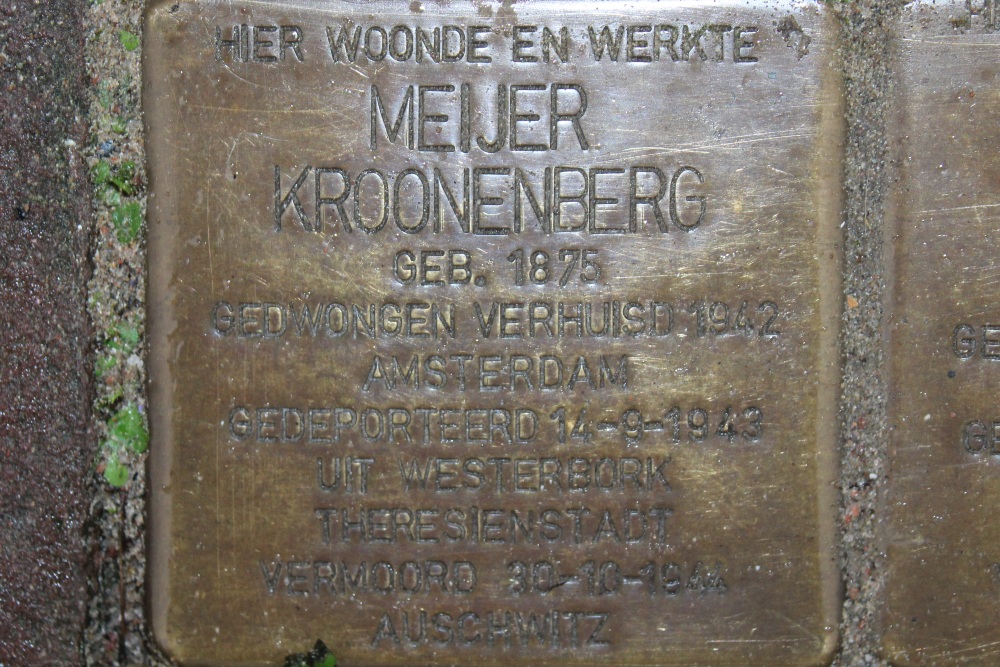 HIER WOONDE EN WERKTE
MEIJER
KROONENBERG
GEB. 1875
GEDWONGEN VERHUISD 1942
AMSTERDAM
GEDEPORTEERD 14-9-1943
UIT WESTERBORK
THERESIENSTADT
VERMOORD 30-10-1944
AUSCHWITZ